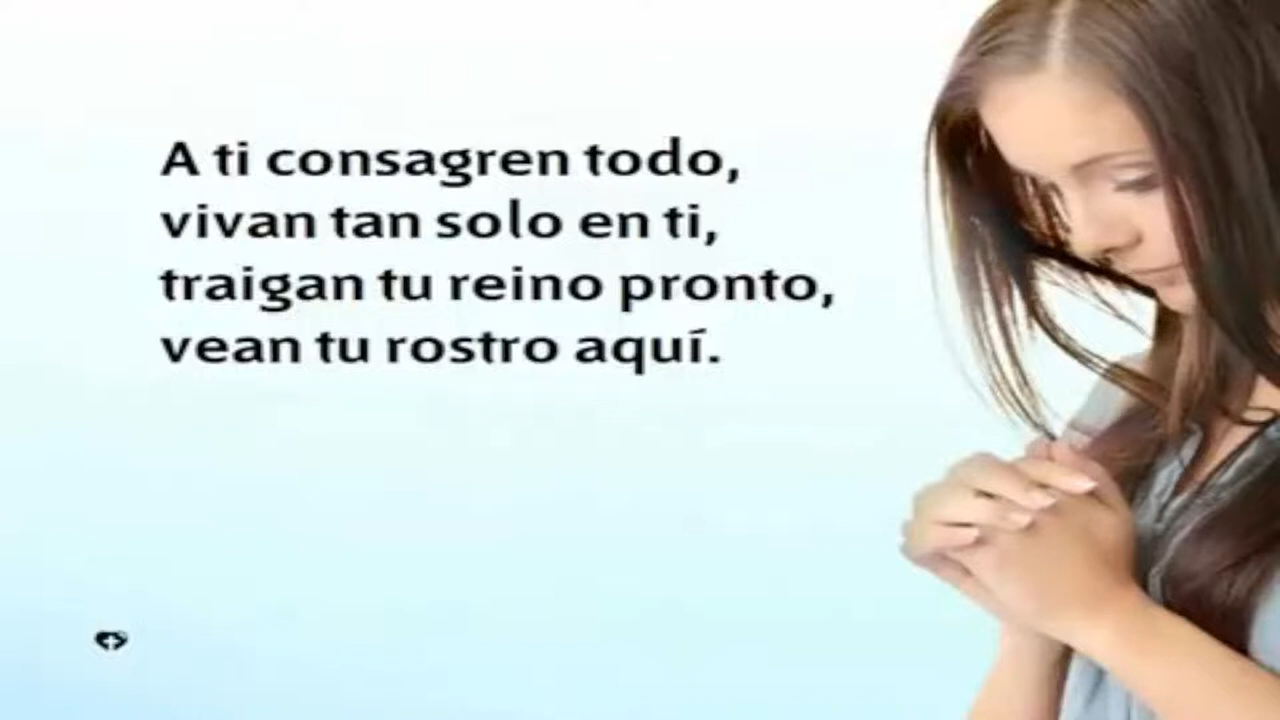 A ti consagren todo,
vivan tan solo en ti,
traigan tu reino pronto,
vean tu rostro aquí.